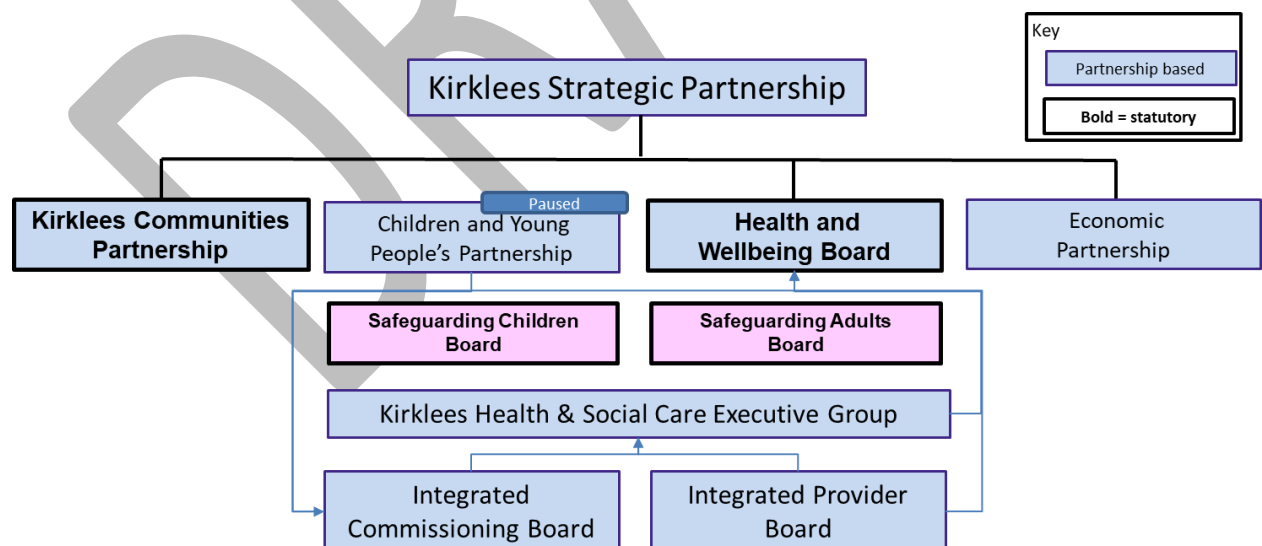 Key
Partnership based
Bold = statutory
Kirklees Strategic Partnership
Kirklees Communities
Partnership
Paused
Children and Young
People’s Partnership
Health and
Wellbeing Board
Economic
Partnership
Safeguarding Children
Board
Safeguarding Adults
Board
Kirklees Health & Social Care Executive Group
Integrated
Commissioning Board
Integrated Provider
Board